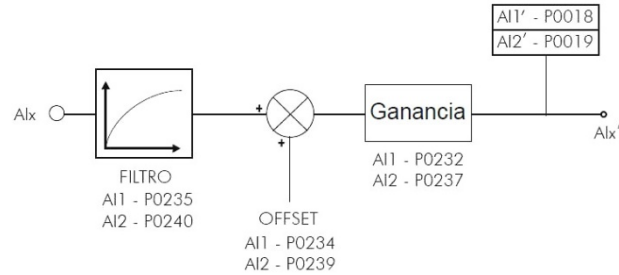 AI1' - P0018
AI2' - P0019
AIx
+
+
Ganancia
AIx'
FILTRO
AI1 - P0235
AI2 - P0240
OFFSET
AI1 - P0234
AI2 - P0239
AI1 - P0232
AI2 - P0237